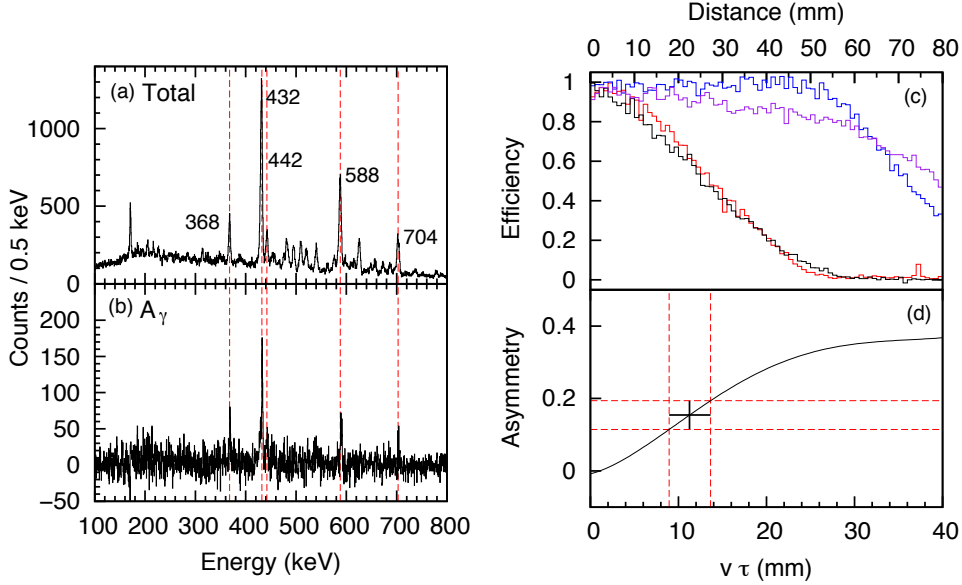 (a) Total
432
442
588
368
704
1000
500
0
Counts / 0.5 keV
(b) Aγ
200
150
100
50
0
−50
100 200 300 400 500 600 700 800
Energy (keV)
Distance (mm)
0 10 20 30 40 50 60 70 80
(c)
1
0.8
0.6
0.4
0.2
0
Efficiency
(d)
0.4
0.2
0
Asymmetry
0 10 20 30 40
v τ (mm)